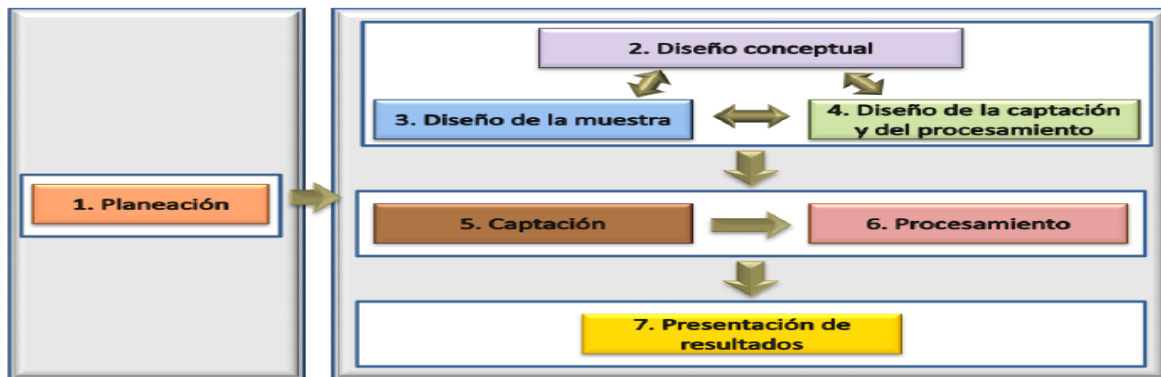 2. Diseño conceptual
3. Diseño de la muestra
4. Diseño de la captación
y del procesamiento
1. Planeación
5. Captación
6. Procesamiento
7. Presentación de
resultados